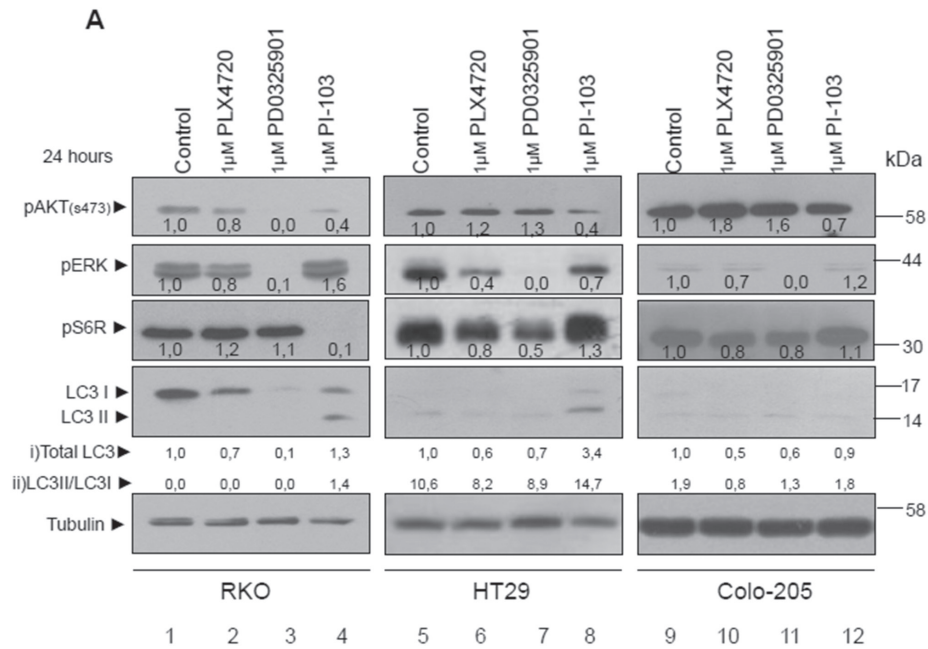 A
24 hours
Control 1µM PLX4720 1µM PD0325901 1µM PI-103 Control 1µM PLX4720 1µM PD0325901 1µM PI-103 Control 1µM PLX4720 1µM PD0325901 1µM PI-103
kDa
pAKT(s473) 1,0 0,8 0,0 0,4 1,0 1,2 1,3 0,4 1,0 1,8 1,6 0,7 58
pERK 1,0 0,8 0,1 1,6 1,0 0,4 0,0 0,7 1,0 0,7 0,0 1,2 44
pS6R 1,0 1,2 1,1 0,1 1,0 0,8 0,5 1,3 1,0 0,8 0,8 1,1 30
LC3 I 17
LC3 II 14
i)Total LC3 1,0 0,7 0,1 1,3 1,0 0,6 0,7 3,4 1,0 0,5 0,6 0,9
ii)LC3II/LC3I 0,0 0,0 0,0 1,4 10,6 8,2 8,9 14,7 1,9 0,8 1,3 1,8
Tubulin 58
RKO HT29 Colo-205
1 2 3 4 5 6 7 8 9 10 11 12